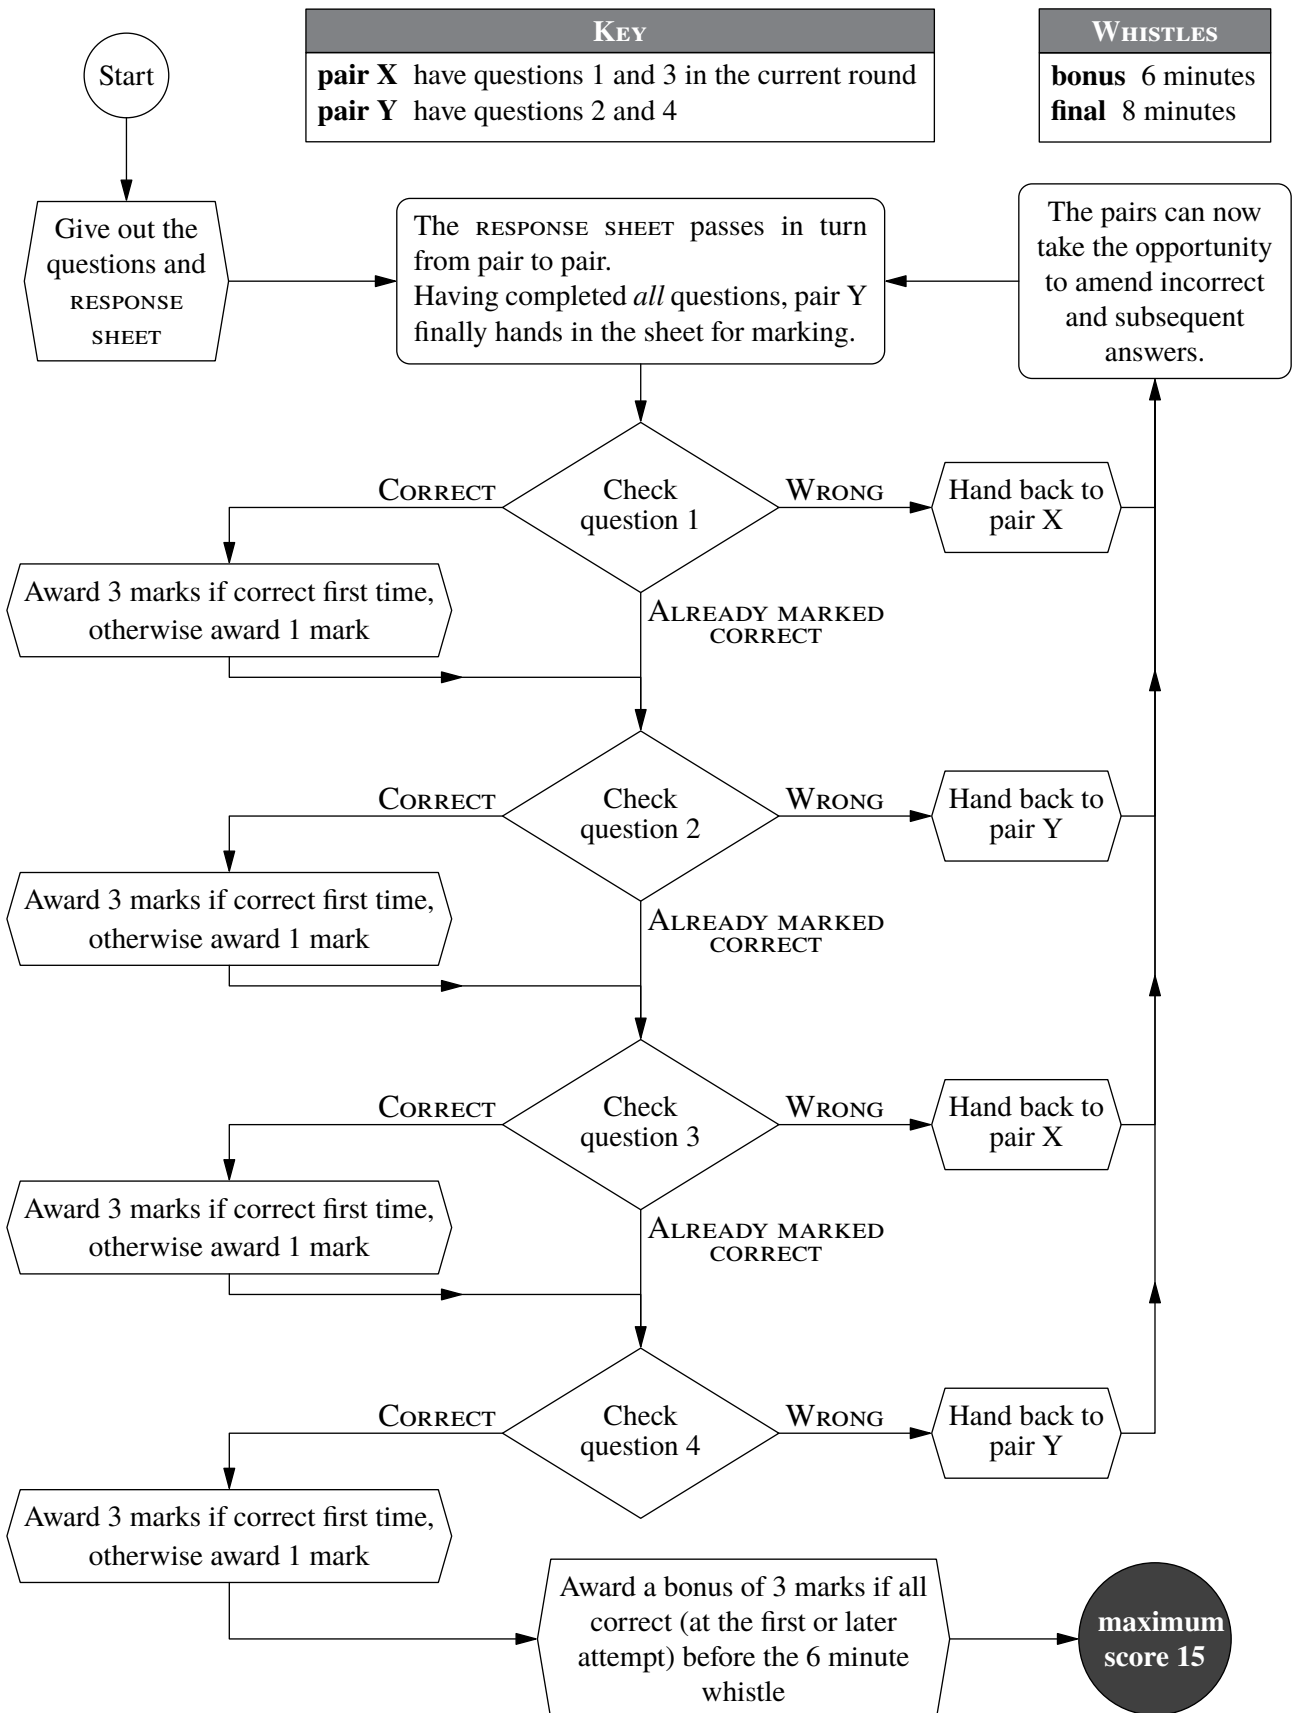 KEY
pair X have questions 1 and 3 in the current round
pair Y have questions 2 and 4
WHISTLES
bonus 6 minutes
final 8 minutes
Start
Give out the
questions and
RESPONSE
SHEET
The RESPONSE SHEET passes in turn
from pair to pair.
Having completed all questions, pair Y
finally hands in the sheet for marking.
The pairs can now
take the opportunity
to amend incorrect
and subsequent
answers.
CORRECT
Check
question 1
WRONG
Hand back to
pair X
Award 3 marks if correct first time,
otherwise award 1 mark
ALREADY MARKED
CORRECT
CORRECT
Check
question 2
WRONG
Hand back to
pair Y
Award 3 marks if correct first time,
otherwise award 1 mark
ALREADY MARKED
CORRECT
CORRECT
Check
question 3
WRONG
Hand back to
pair X
Award 3 marks if correct first time,
otherwise award 1 mark
ALREADY MARKED
CORRECT
CORRECT
Check
question 4
WRONG
Hand back to
pair Y
Award 3 marks if correct first time,
otherwise award 1 mark
Award a bonus of 3 marks if all
correct (at the first or later
attempt) before the 6 minute
whistle
maximum
score 15